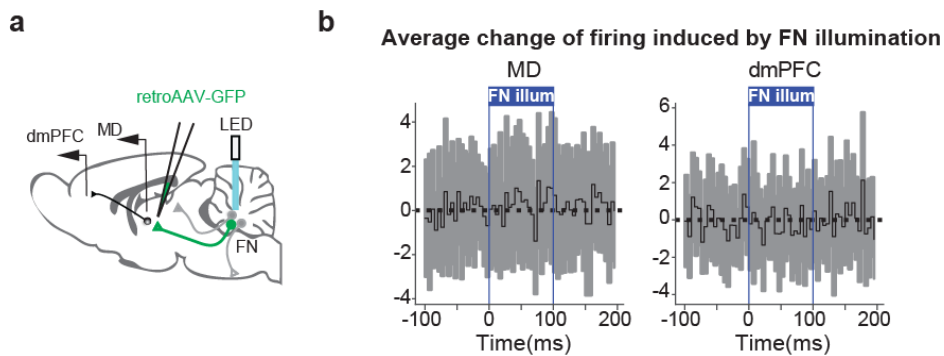 a
retroAAV-GFP
dmPFC
MD
LED
FN
b
Average change of firing induced by FN illumination
MD
FN illum
4
2
0
-2
-4
-100
0
100
200
Time(ms)
dmPFC
FN illum
6
4
2
0
-2
-4
-100
0
100
200
Time(ms)